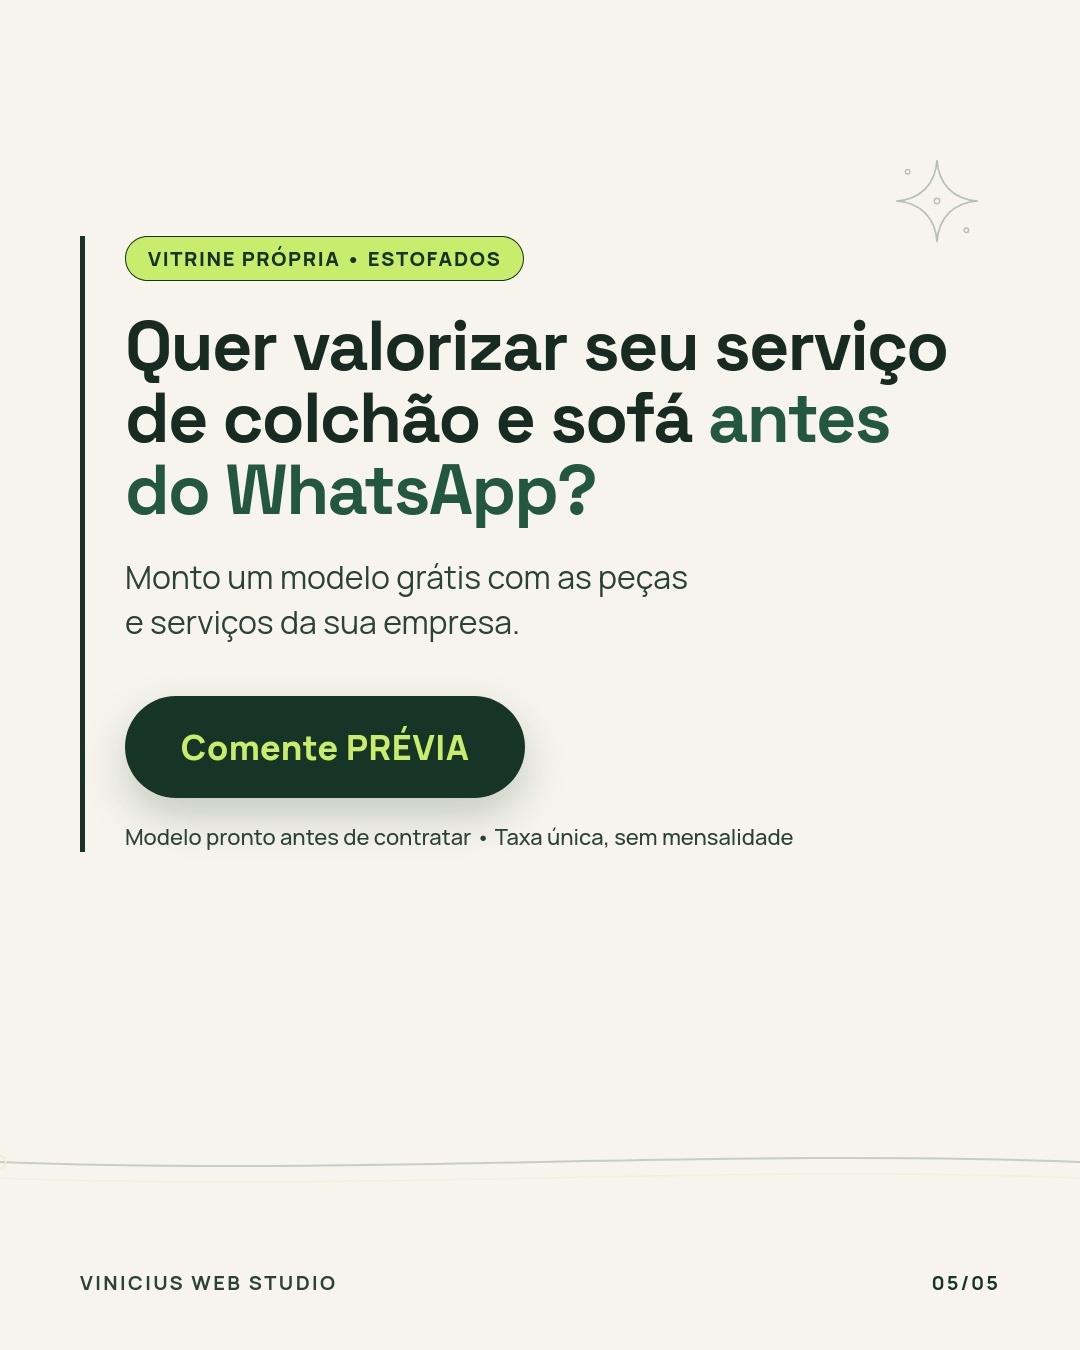 VITRINE PRÓPRIA • ESTOFADOS
Quer valorizar seu serviço
de colchão e sofá antes
do WhatsApp?
Monto um modelo grátis com as peças
e serviços da sua empresa.
Comente PRÉVIA
Modelo pronto antes de contratar • Taxa única, sem mensalidade
VINICIUS WEB STUDIO
05/05